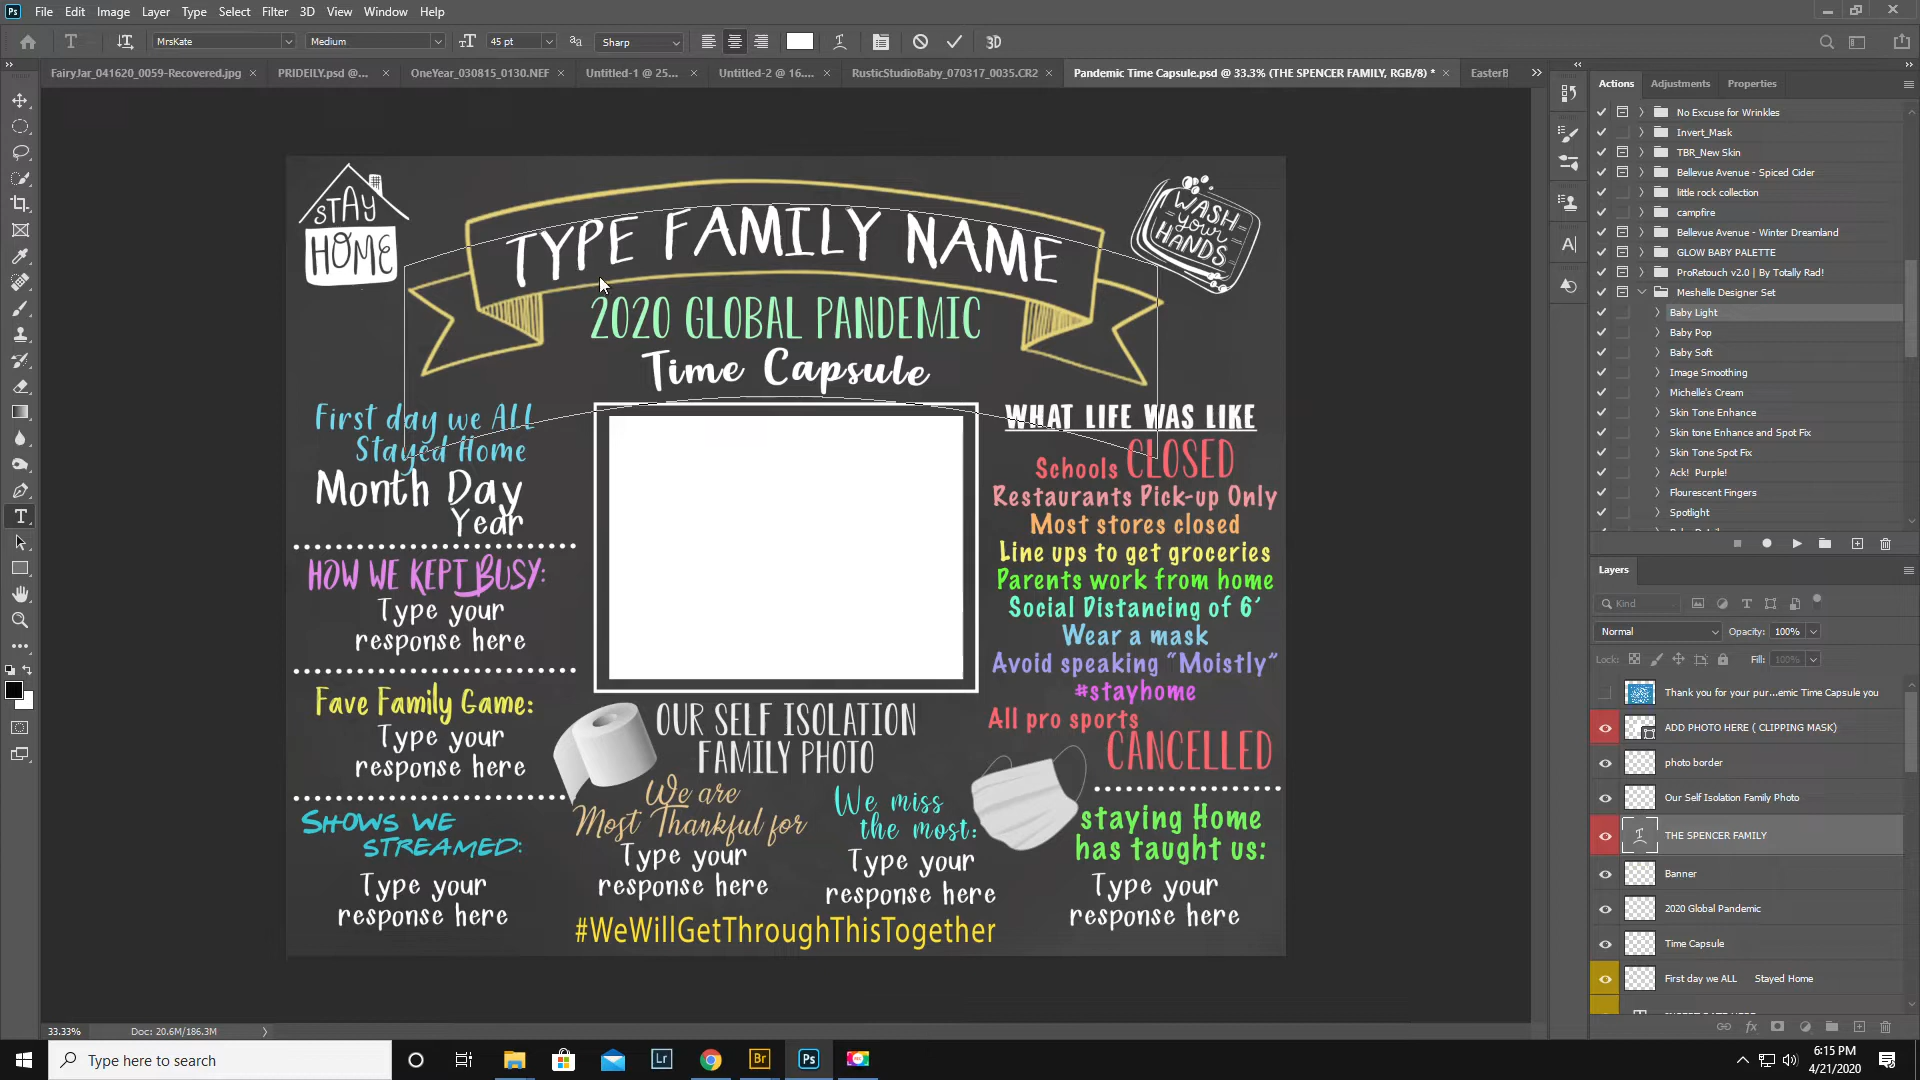 Ps File Edit Image Layer Type Select Filter 3D View Window Help
MrsKate Medium 45 pt Sharp 3D
FairyJar_041620_0059-Recovered.jpg × PRIDEILY.psd @... × OneYear_030815_0130.NEF × Untitled-1 @ 25... × Untitled-2 @ 16.... × RusticStudioBaby_070317_0035.CR2 × Pandemic Time Capsule.psd @ 33.3% (THE SPENCER FAMILY, RGB/8) * × EasterB
STAY
HOME
TYPE FAMILY NAME
WASH
your
HANDS
2020 GLOBAL PANDEMIC
Time Capsule
First day we ALL
Stayed Home
Month Day
Year
HOW WE KEPT BUSY:
Type your
response here
Fave Family Game:
Type your
response here
SHOWS WE
STREAMED:
Type your
response here
OUR SELF ISOLATION
FAMILY PHOTO
We are
Most Thankful for
Type your
response here
We miss
the most:
Type your
response here
#WeWillGetThroughThisTogether
WHAT LIFE WAS LIKE
Schools CLOSED
Restaurants Pick-up Only
Most stores closed
Line ups to get groceries
Parents work from home
Social Distancing of 6’
Wear a mask
Avoid speaking “Moistly”
#stayhome
All pro sports
CANCELLED
staying Home
has taught us:
Type your
response here
Actions Adjustments Properties
No Excuse for Wrinkles
Invert_Mask
TBR_New Skin
Bellevue Avenue - Spiced Cider
little rock collection
campfire
Bellevue Avenue - Winter Dreamland
GLOW BABY PALETTE
ProRetouch v2.0 | By Totally Rad!
Meshelle Designer Set
Baby Light
Baby Pop
Baby Soft
Image Smoothing
Michelle's Cream
Skin Tone Enhance
Skin tone Enhance and Spot Fix
Skin Tone Spot Fix
Ack! Purple!
Flourescent Fingers
Spotlight
Layers
Kind
Normal Opacity: 100%
Lock: Fill: 100%
Thank you for your pur...emic Time Capsule you
ADD PHOTO HERE ( CLIPPING MASK)
photo border
Our Self Isolation Family Photo
THE SPENCER FAMILY
Banner
2020 Global Pandemic
Time Capsule
First day we ALL Stayed Home
33.33% Doc: 20.6M/186.3M
Type here to search
Lr Br Ps
6:15 PM
4/21/2020